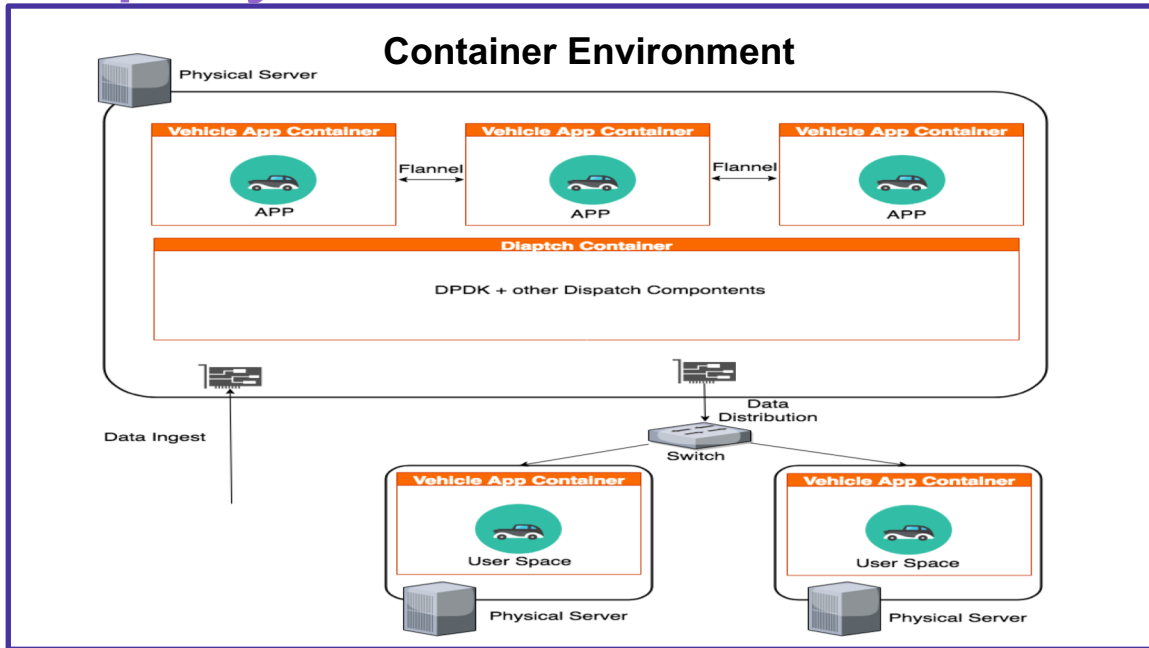 Container Environment
Physical Server
Vehicle App Container
Vehicle App Container
Vehicle App Container
Flannel
Flannel
APP
APP
APP
Diaptch Container
DPDK + other Dispatch Compontents
Data Ingest
Data
Distribution
Switch
Vehicle App Container
Vehicle App Container
User Space
User Space
Physical Server
Physical Server